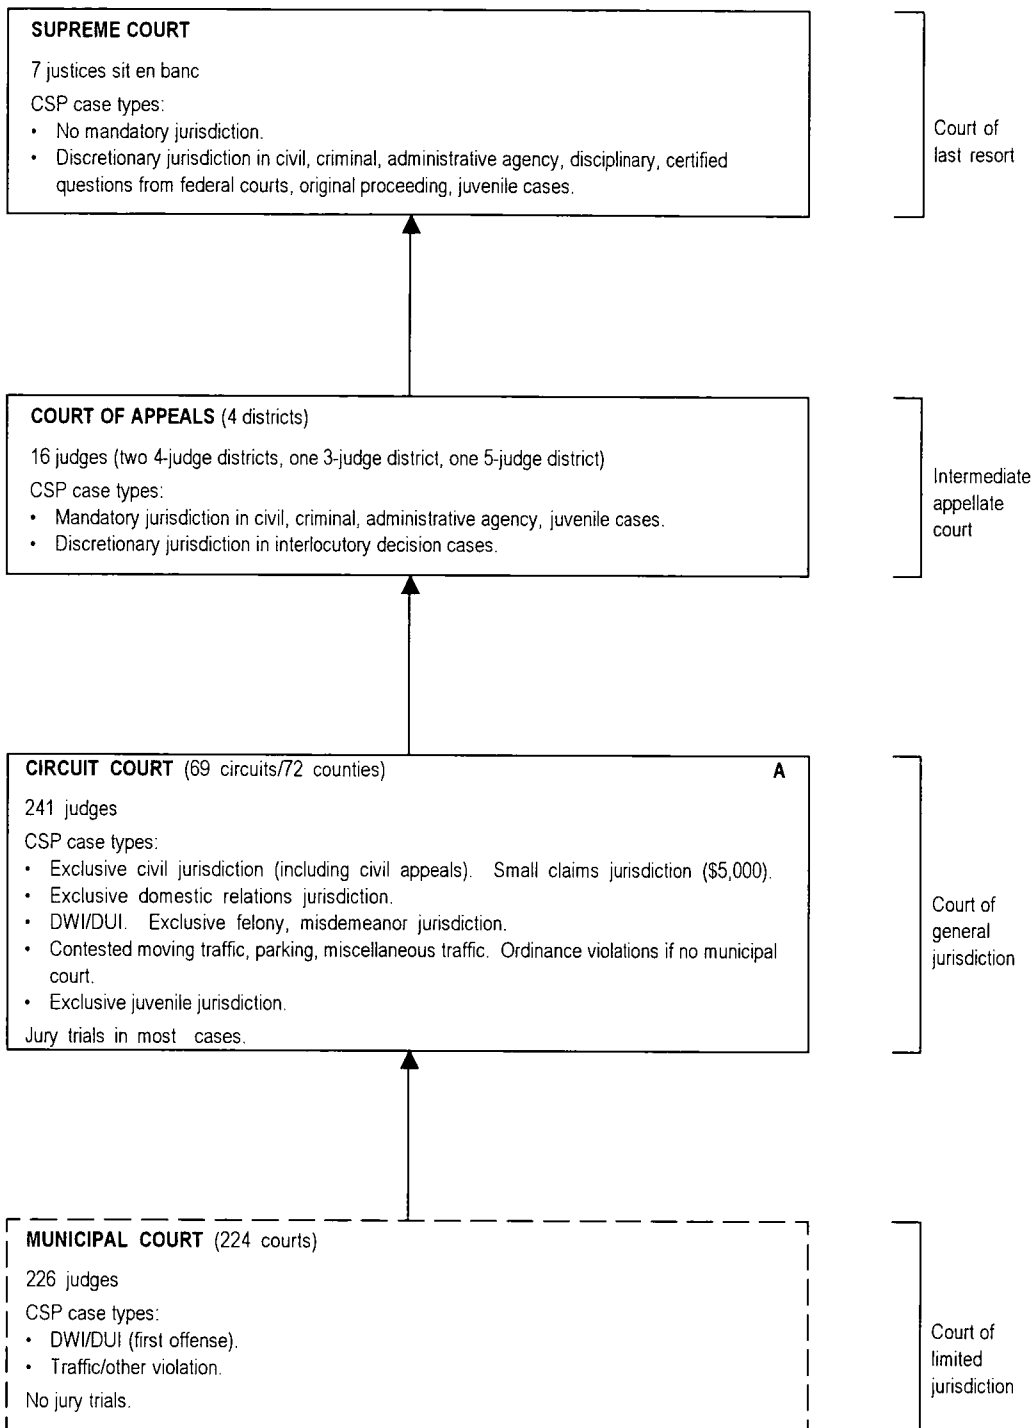 SUPREME COURT
7 justices sit en banc
CSP case types:
• No mandatory jurisdiction.
• Discretionary jurisdiction in civil, criminal, administrative agency, disciplinary, certified
questions from federal courts, original proceeding, juvenile cases.
Court of
last resort
COURT OF APPEALS (4 districts)
16 judges (two 4-judge districts, one 3-judge district, one 5-judge district)
CSP case types:
• Mandatory jurisdiction in civil, criminal, administrative agency, juvenile cases.
• Discretionary jurisdiction in interlocutory decision cases.
Intermediate
appellate
court
CIRCUIT COURT (69 circuits/72 counties) A
241 judges
CSP case types:
• Exclusive civil jurisdiction (including civil appeals). Small claims jurisdiction ($5,000).
• Exclusive domestic relations jurisdiction.
• DWI/DUI. Exclusive felony, misdemeanor jurisdiction.
• Contested moving traffic, parking, miscellaneous traffic. Ordinance violations if no municipal
court.
• Exclusive juvenile jurisdiction.
Jury trials in most cases.
Court of
general
jurisdiction
MUNICIPAL COURT (224 courts)
226 judges
CSP case types:
• DWI/DUI (first offense).
• Traffic/other violation.
No jury trials.
Court of
limited
jurisdiction